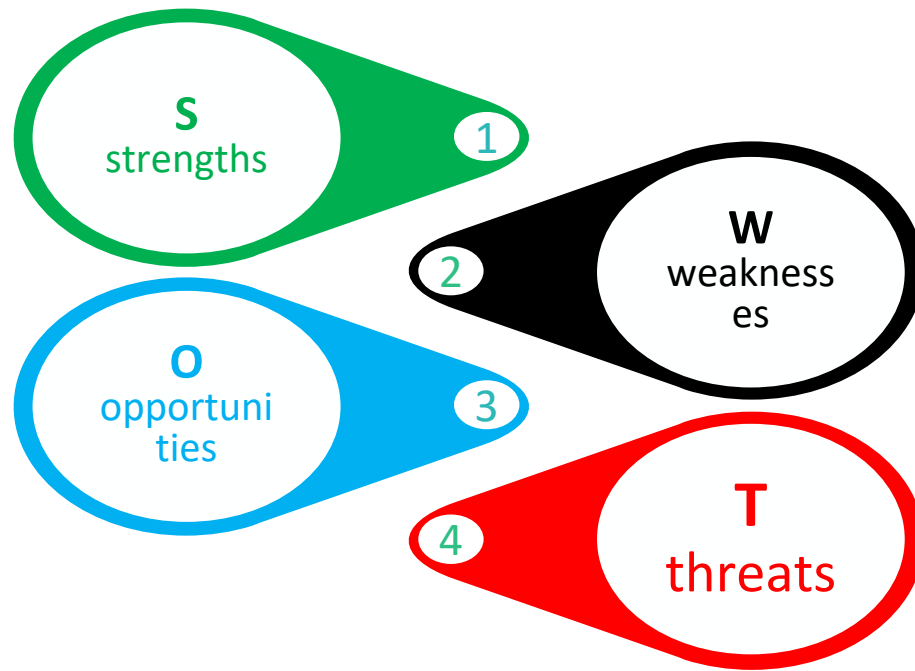 S
strengths
1
W
weakness
es
2
O
opportuni
ties
3
T
threats
4